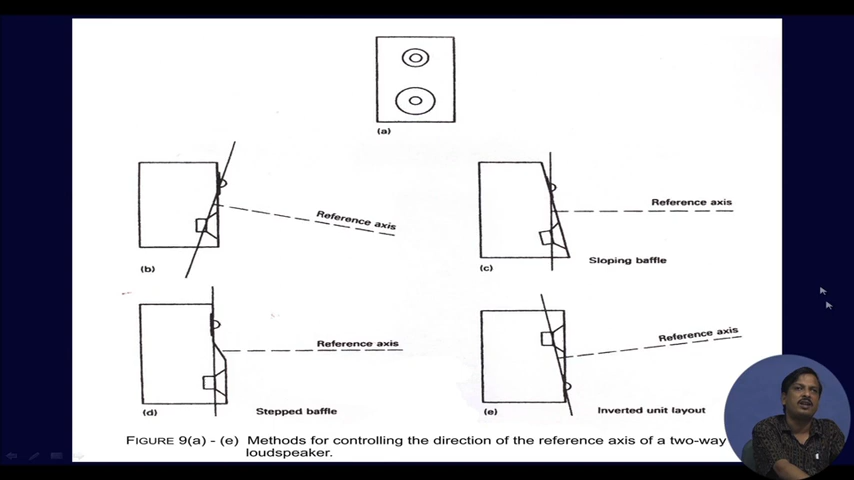 (a)
Reference axis
(b)
Reference axis
Sloping baffle
(c)
Reference axis
(d)
Stepped baffle
Reference axis
(e)
Inverted unit layout
FIGURE 9(a) - (e) Methods for controlling the direction of the reference axis of a two-way
loudspeaker.